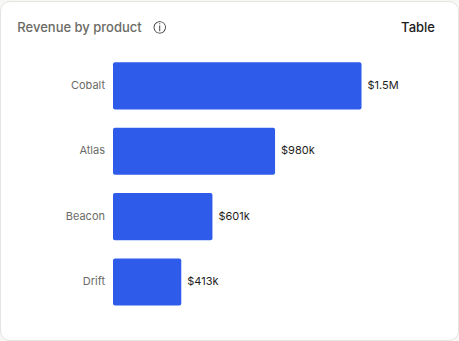 Revenue by product
Table
Cobalt $1.5M
Atlas $980k
Beacon $601k
Drift $413k